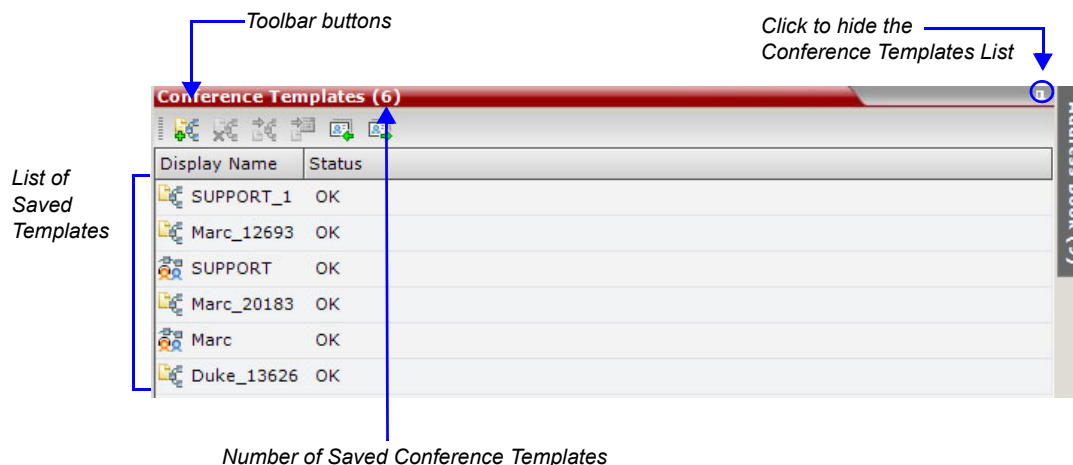 Toolbar buttons
Click to hide the
Conference Templates List
Conference Templates (6)
Display Name Status
List of
Saved
Templates
SUPPORT_1 OK
Marc_12693 OK
SUPPORT OK
Marc_20183 OK
Marc OK
Duke_13626 OK
Number of Saved Conference Templates